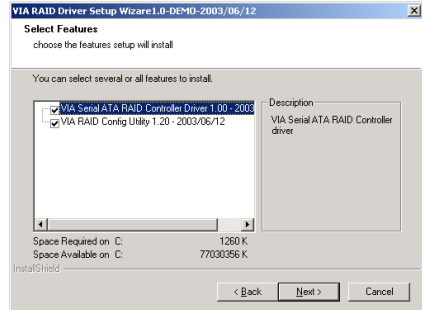 VIA RAID Driver Setup Wizare1.0-DEMO-2003/06/12
Select Features
choose the features setup will install
You can select several or all features to install.
VIA Serial ATA RAID Controller Driver 1.00 - 2003
VIA RAID Config Utility 1.20 - 2003/06/12
Description
VIA Serial ATA RAID Controller
driver
Space Required on C: 1260 K
Space Available on C: 77030356 K
InstallShield
< Back
Next >
Cancel